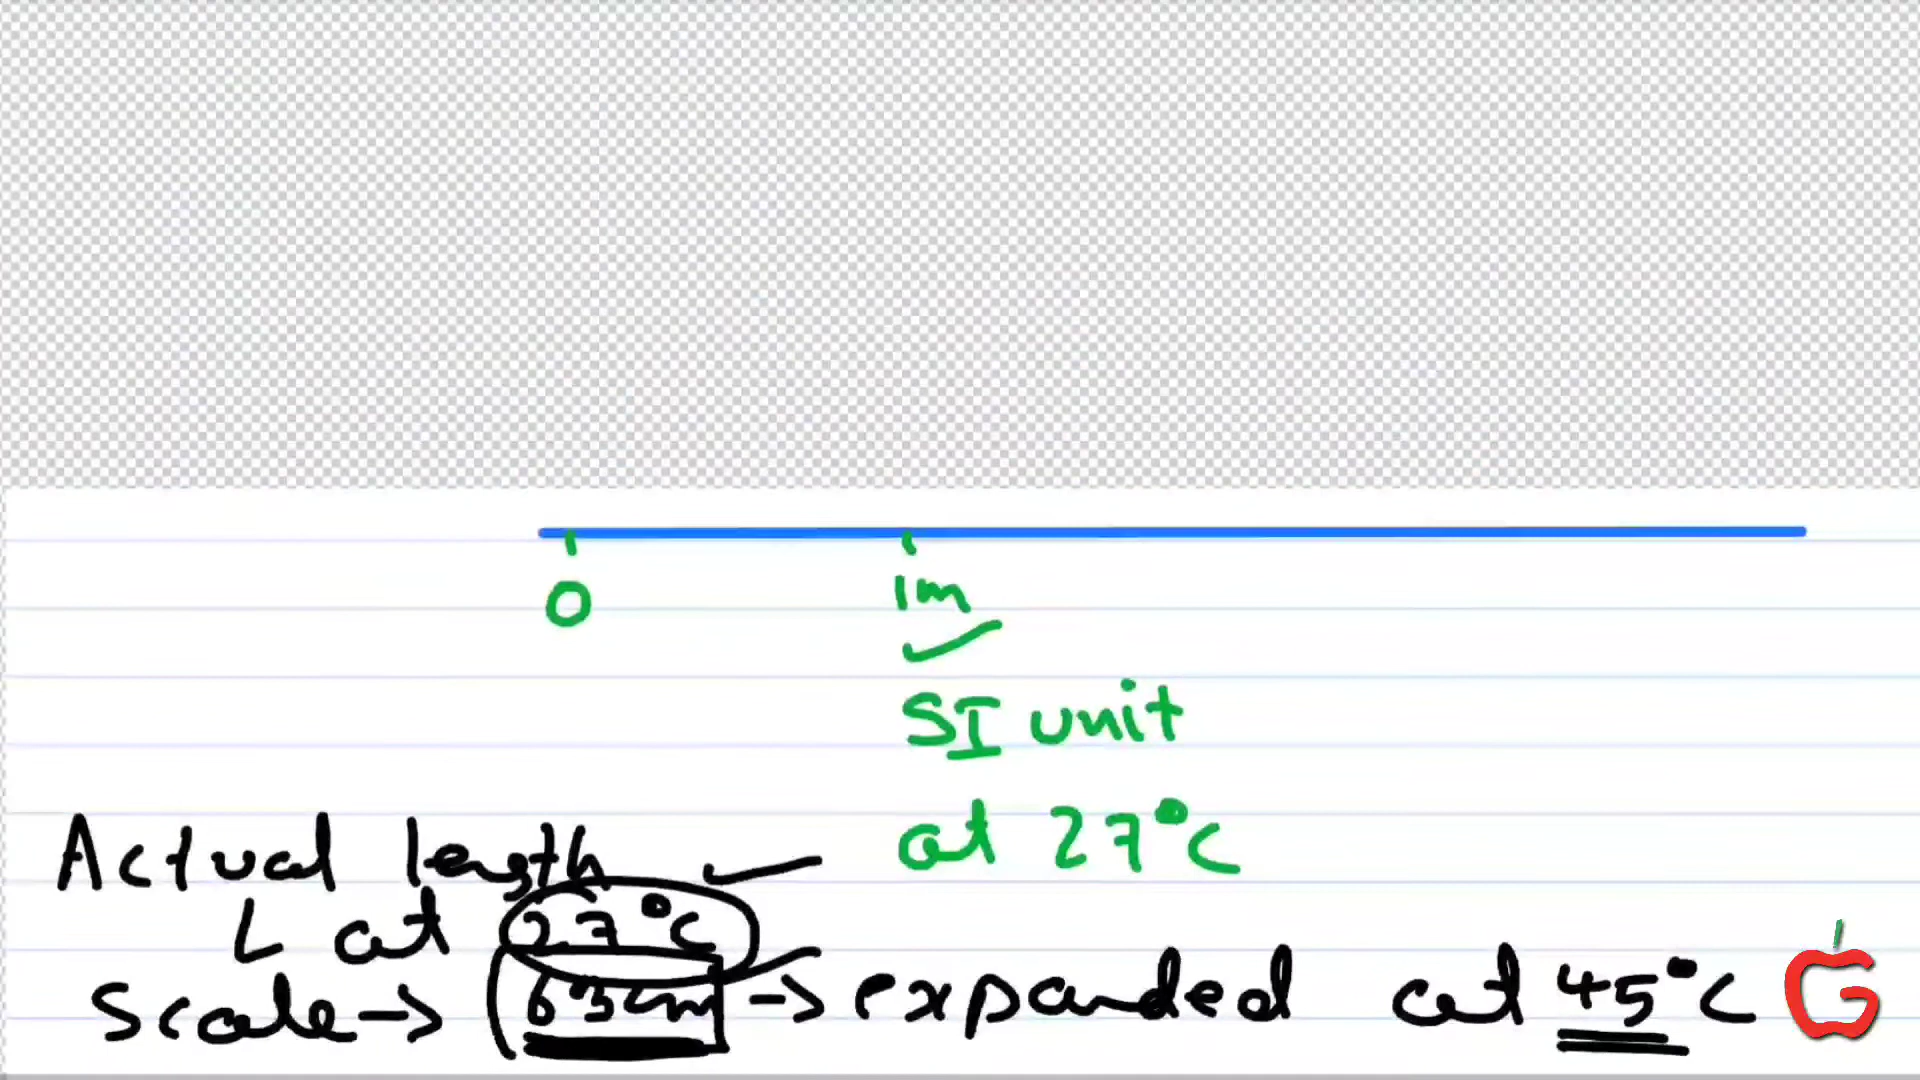 0 1m
SI unit
at 27°C
Actual length
L at 27°C
Scale → 63cm → expanded at 45°C